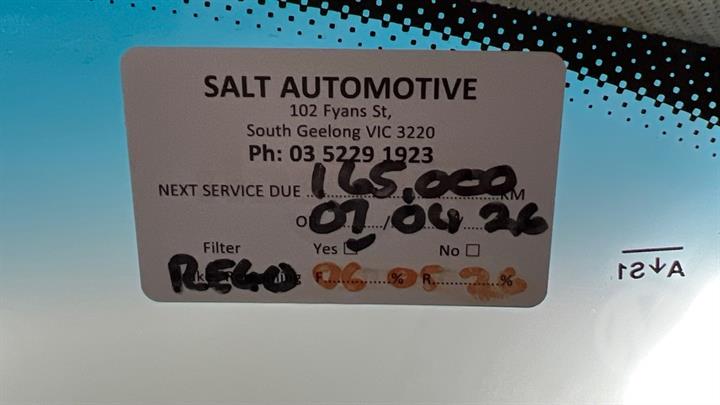 SALT AUTOMOTIVE
102 Fyans St,
South Geelong VIC 3220
Ph: 03 5229 1923
NEXT SERVICE DUE 165,000 KM
07/04/26
Filter Yes ☑ No ☐
REGO F 06 % R 05 26 %
A↓S1